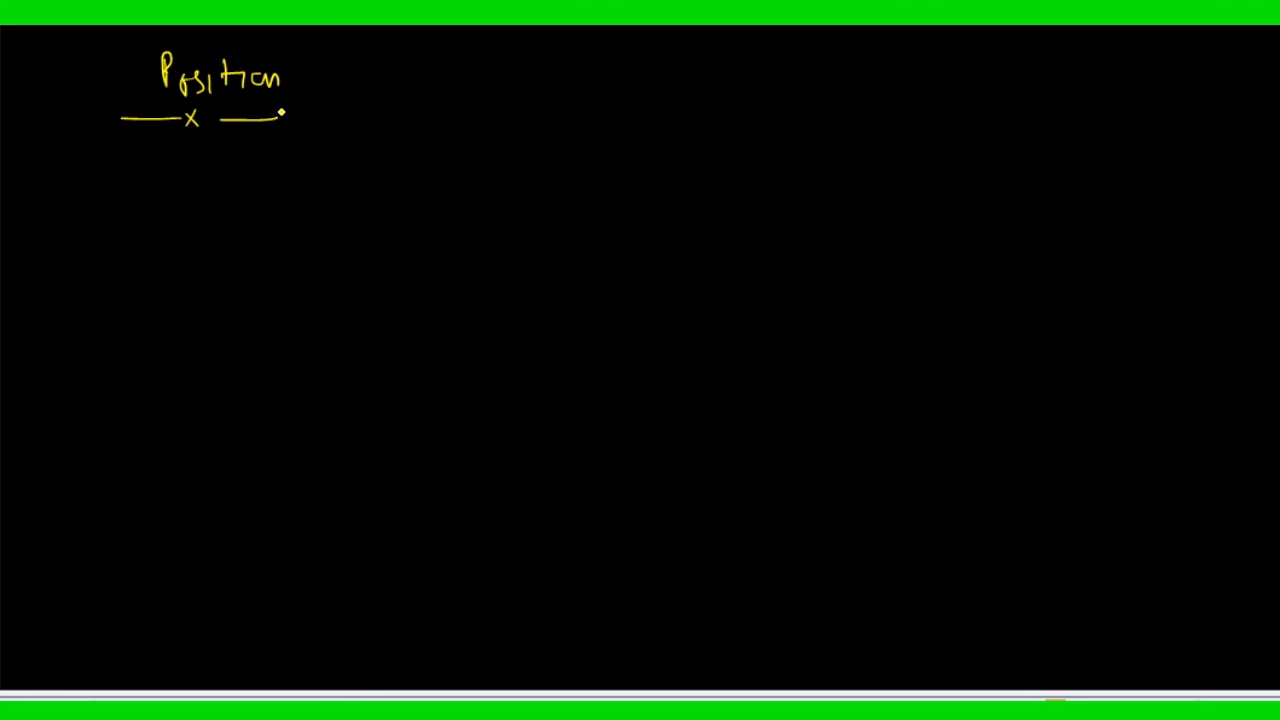 Position
— x —